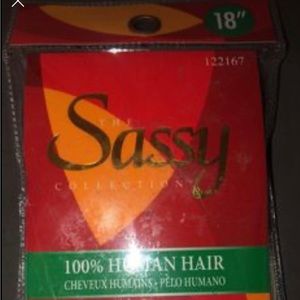 18"
122167
THE
Sassy
COLLECTION
100% HUMAN HAIR
CHEVEUX HUMAINS • PELO HUMANO